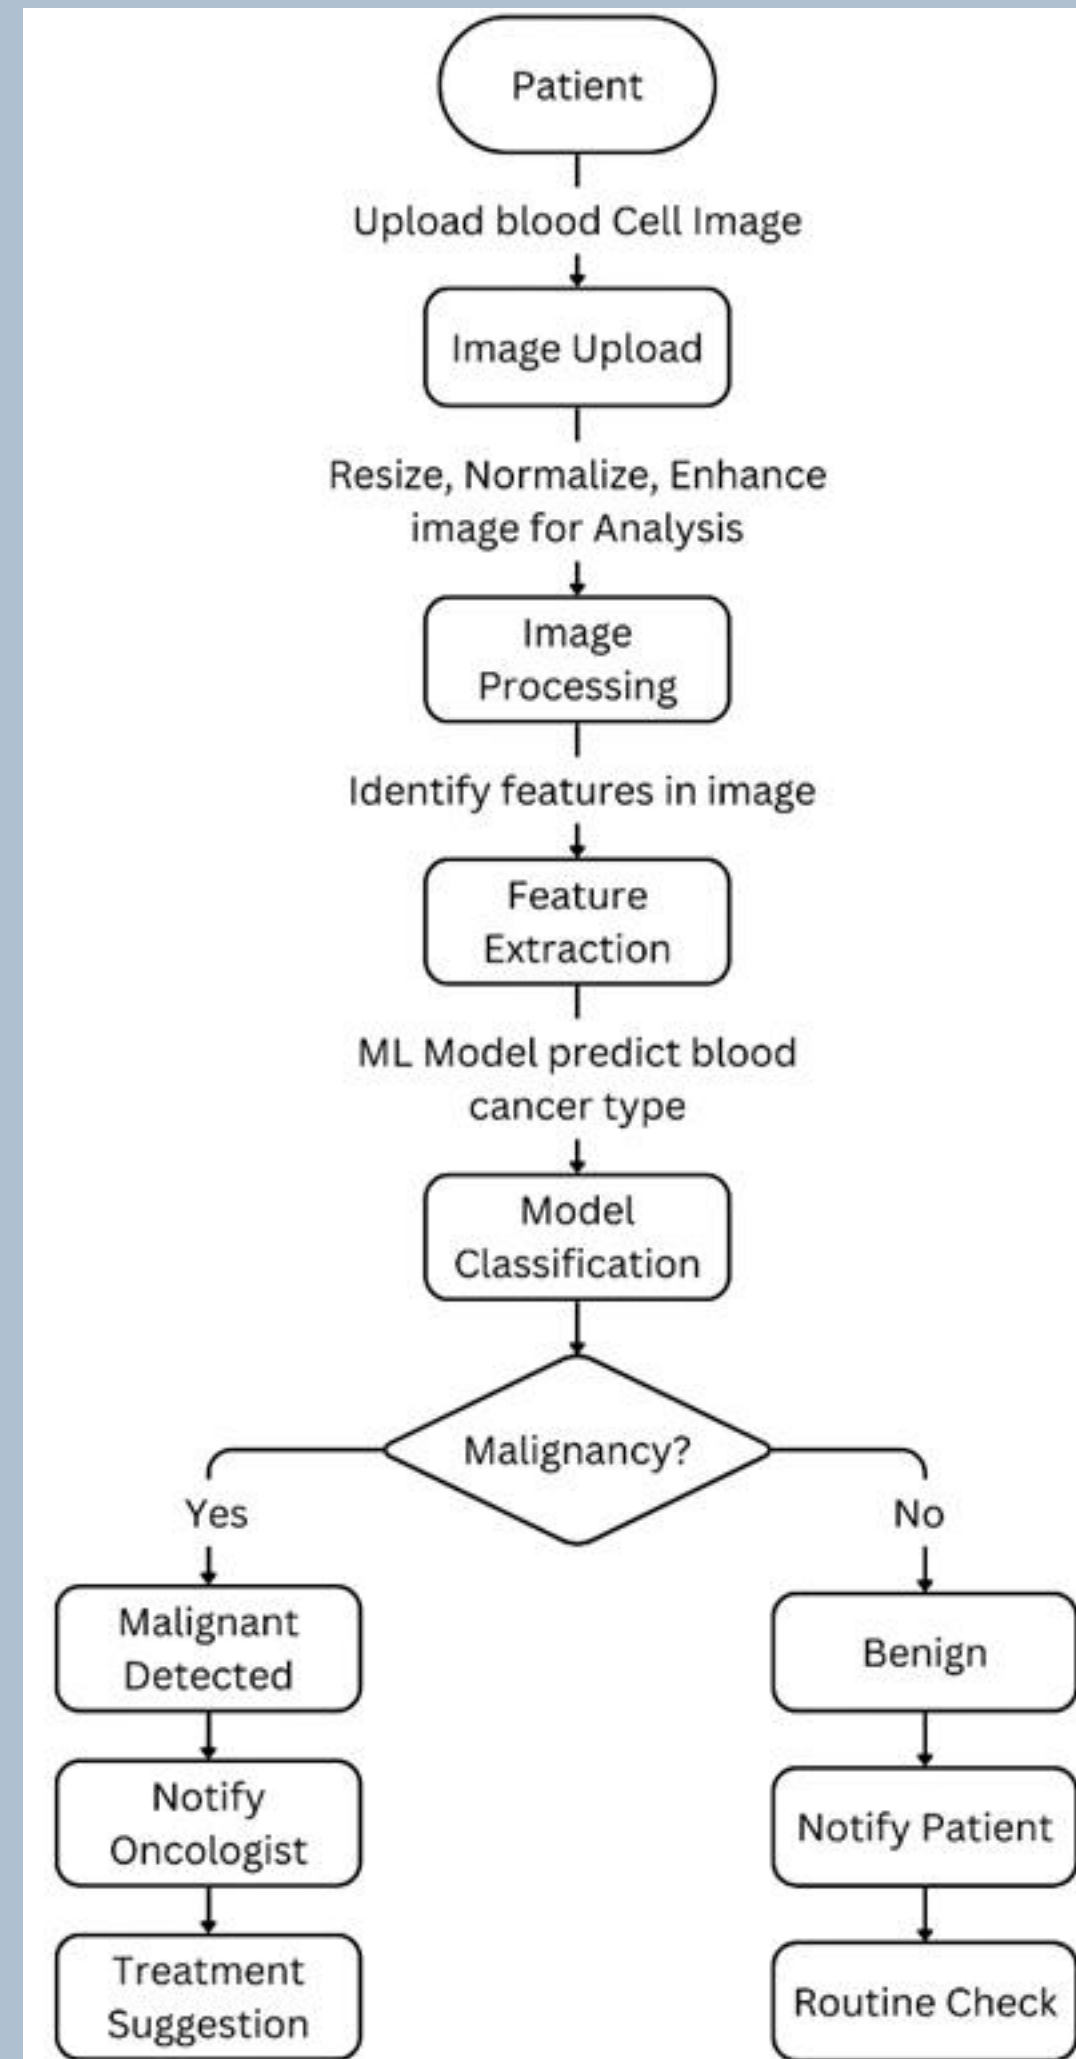 Patient
Upload blood Cell Image
Image Upload
Resize, Normalize, Enhance
image for Analysis
Image
Processing
Identify features in image
Feature
Extraction
ML Model predict blood
cancer type
Model
Classification
Malignancy?
Yes
No
Malignant
Detected
Benign
Notify
Oncologist
Notify Patient
Treatment
Suggestion
Routine Check